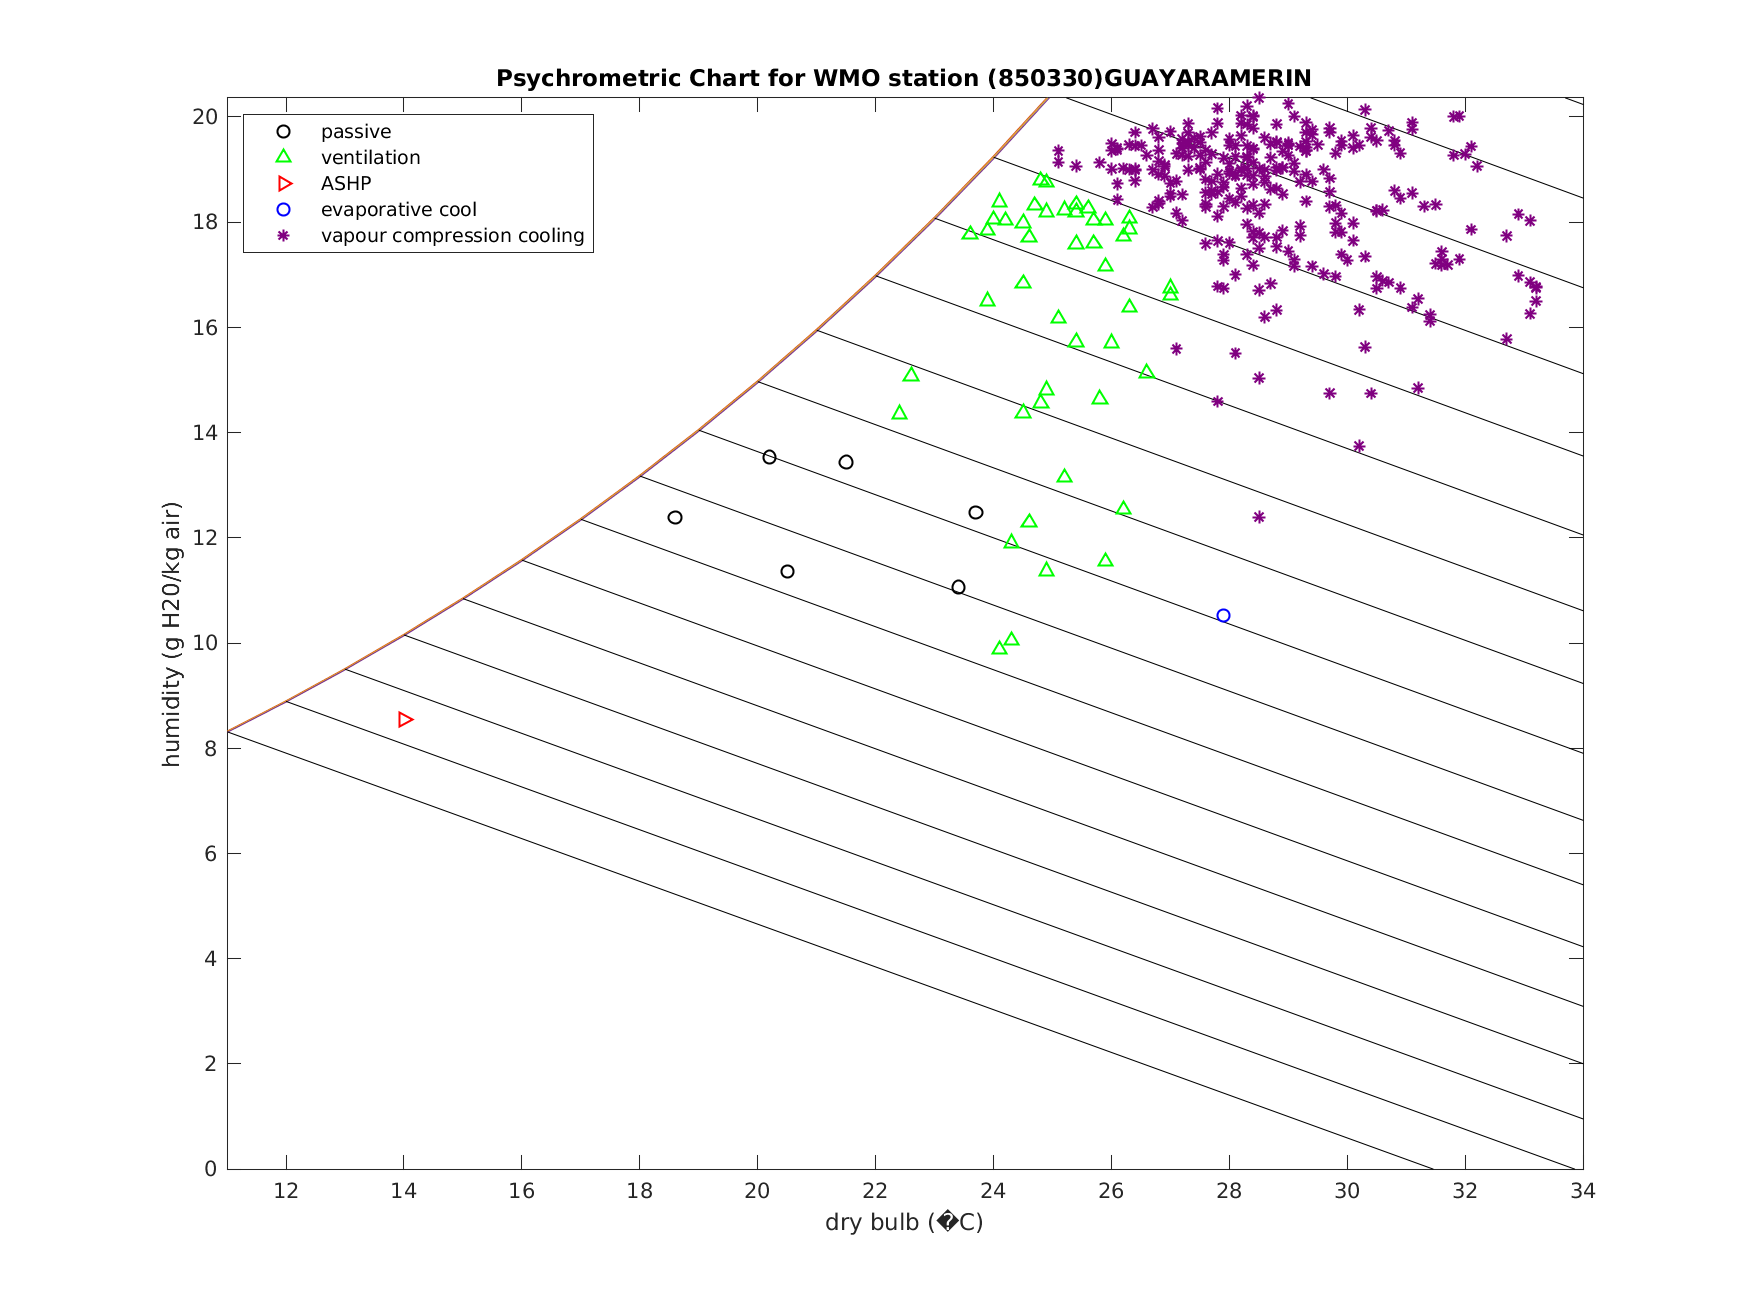 Psychrometric Chart for WMO station (850330)GUAYARAMERIN
passive
ventilation
ASHP
evaporative cool
vapour compression cooling
20
18
16
14
12
10
8
6
4
2
0
humidity (g H20/kg air)
12 14 16 18 20 22 24 26 28 30 32 34
dry bulb (�C)